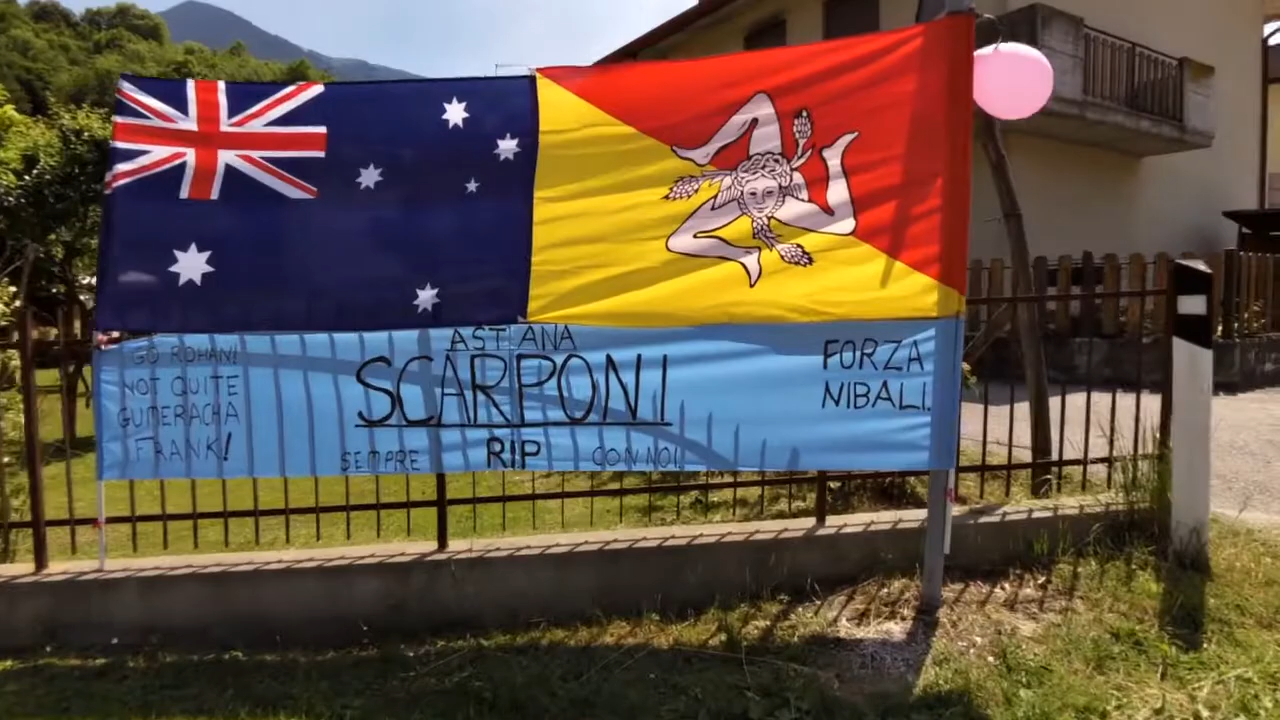 GO ROHAN!
NOT QUITE
GUMERACHA
FRANK!
ASTANA
SCARPONI
RIP
SEMPRE CON NOI
FORZA
NIBALI.